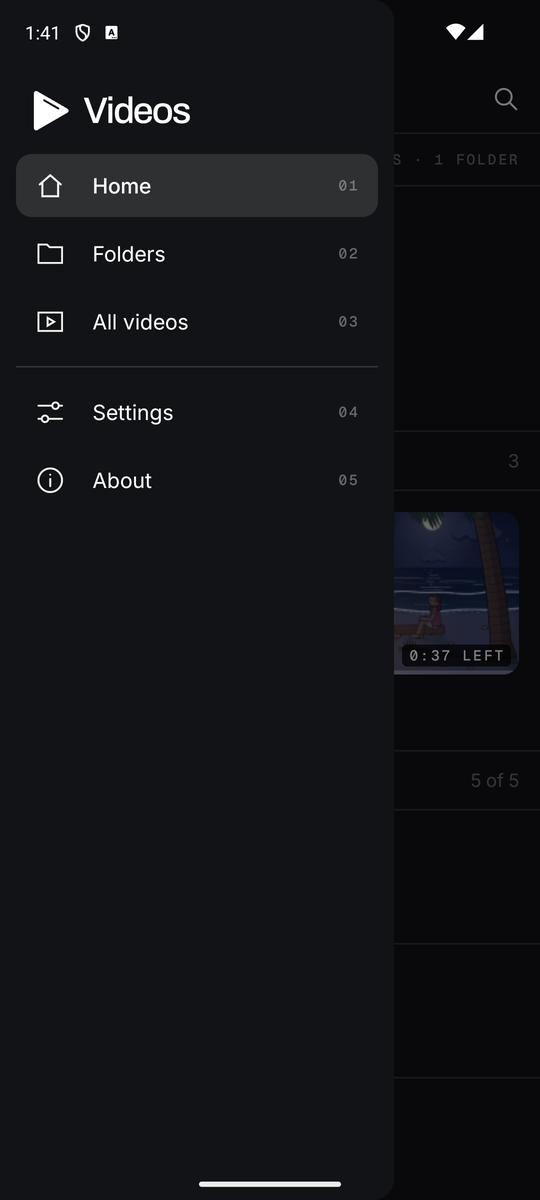 1:41
Videos
Home 01
S · 1 FOLDER
Folders 02
All videos 03
Settings 04
3
About 05
0:37 LEFT
5 of 5